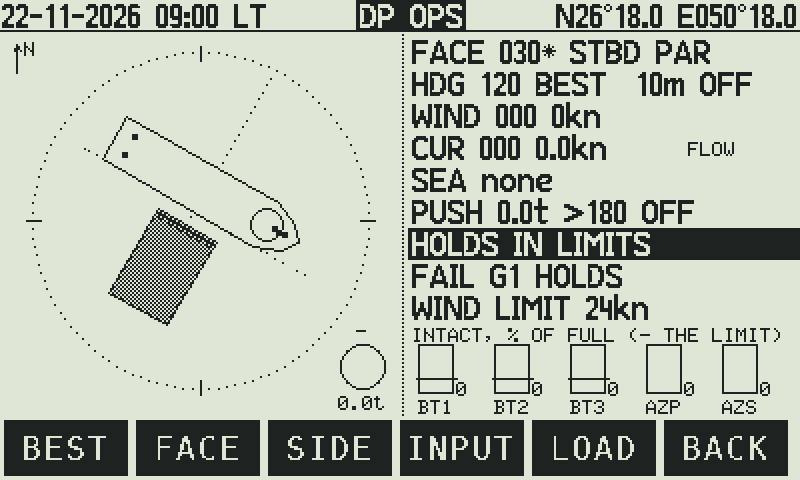 22-11-2026 09:00 LT DP OPS N26°18.0 E050°18.0
N
FACE 030* STBD PAR
HDG 120 BEST 10m OFF
WIND 000 0kn
CUR 000 0.0kn FLOW
SEA none
PUSH 0.0t >180 OFF
HOLDS IN LIMITS
FAIL G1 HOLDS
WIND LIMIT 24kn
INTACT, % OF FULL (- THE LIMIT)
0 0 0 0 0
0.0t
BT1 BT2 BT3 AZP AZS
BEST FACE SIDE INPUT LOAD BACK